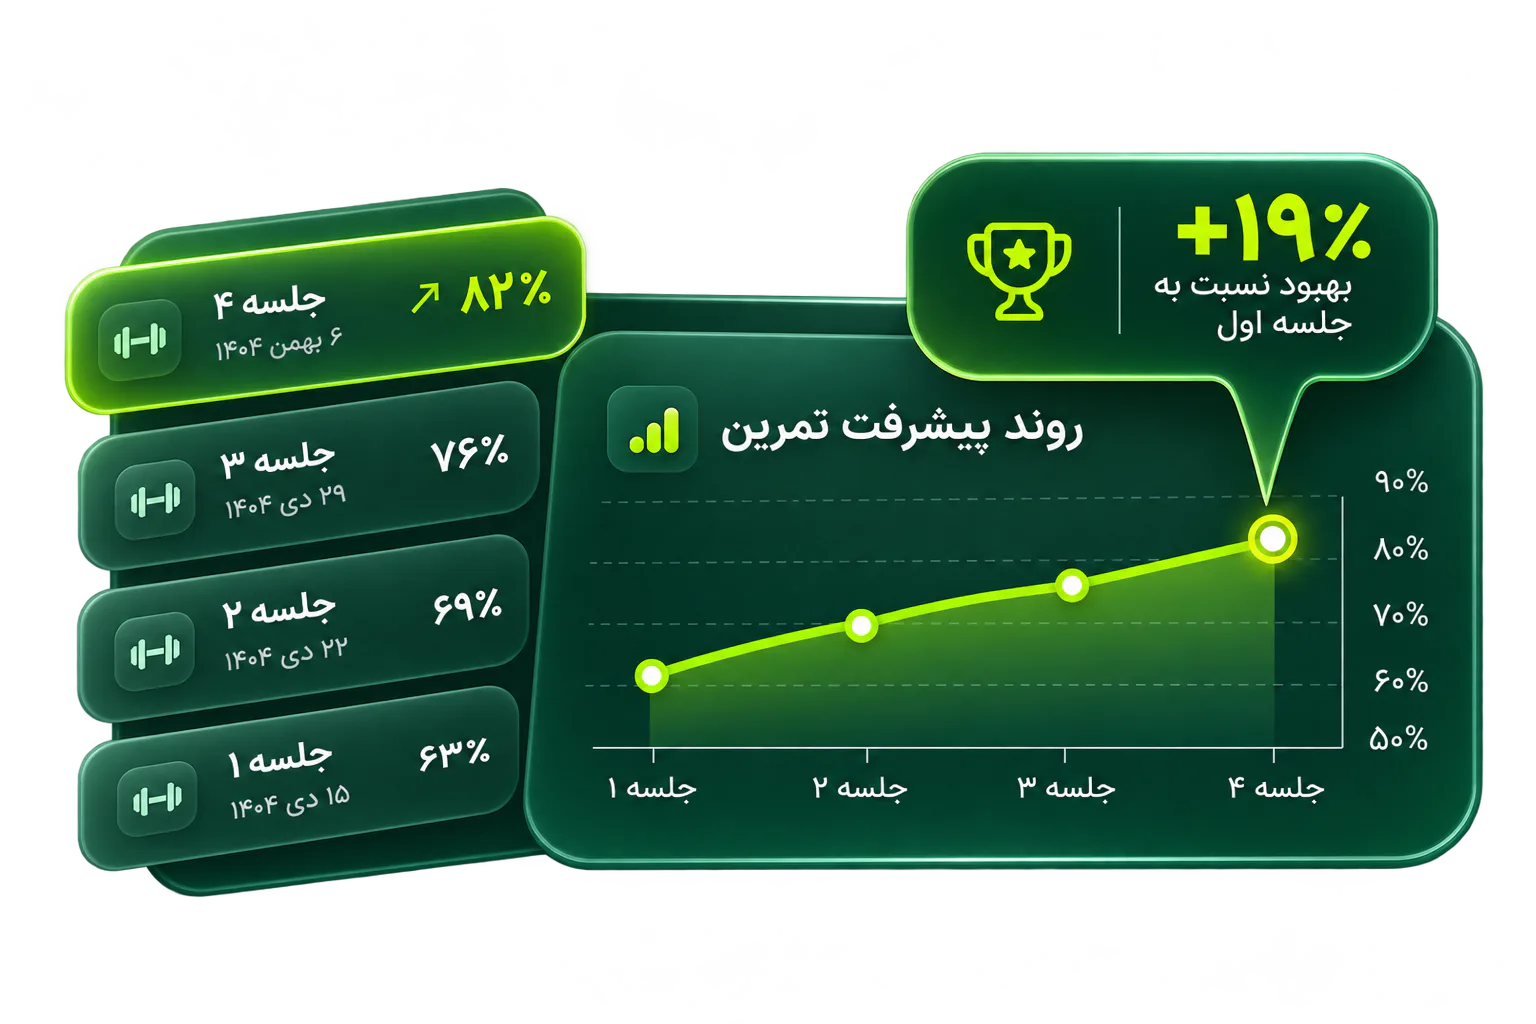 جلسه ۴
۶ بهمن ۱۴۰۴
۸۲%
جلسه ۳
۲۹ دی ۱۴۰۴
۷۶%
جلسه ۲
۲۲ دی ۱۴۰۴
۶۹%
جلسه ۱
۱۵ دی ۱۴۰۴
۶۳%
+۱۹٪
بهبود نسبت به
جلسه اول
روند پیشرفت تمرین
۹۰%
۸۰%
۷۰%
۶۰%
۵۰%
جلسه ۱
جلسه ۲
جلسه ۳
جلسه ۴